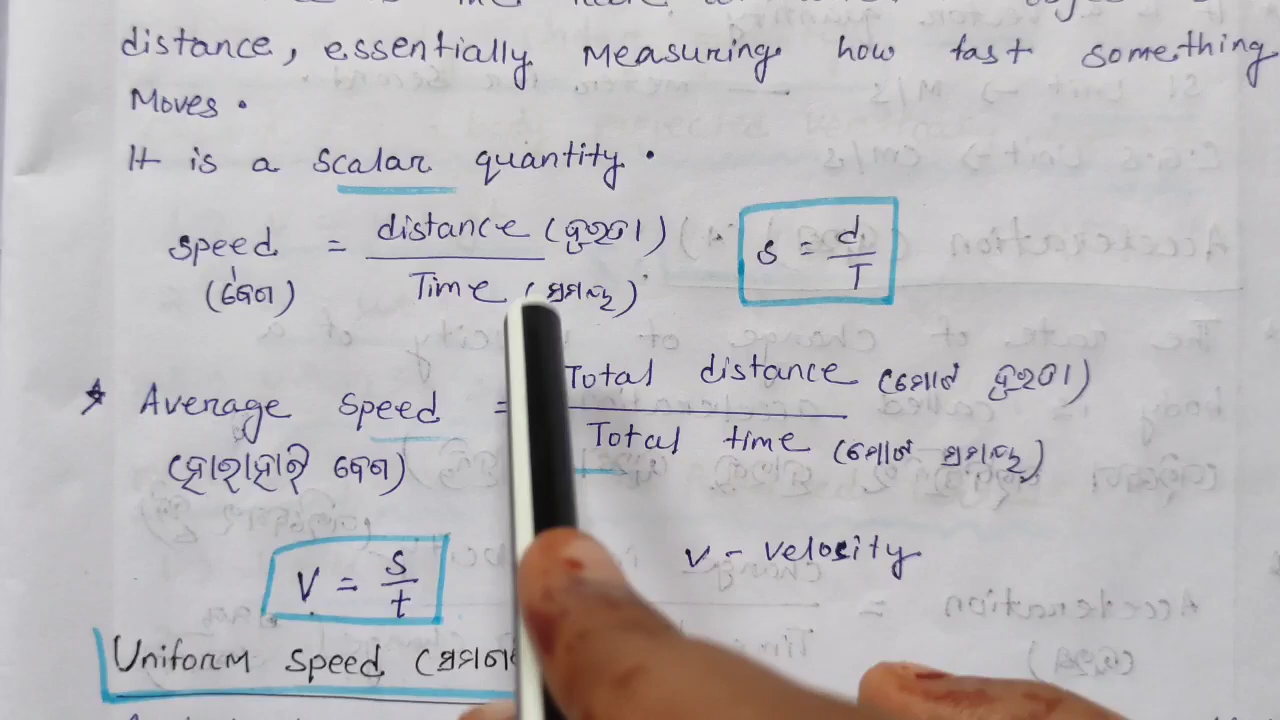 distance, essentially measuring how fast something
Moves.
It is a scalar quantity.
speed = distance (ଦୁରତା) / Time (ସମୟ)
(ବେଗ)
s = d / T
* Average speed = Total distance (ମୋଟ ଦୁରତା) / Total time (ମୋଟ ସମୟ)
(ହାରାହାରି ବେଗ)
V = s / t
v - velocity
Uniform speed